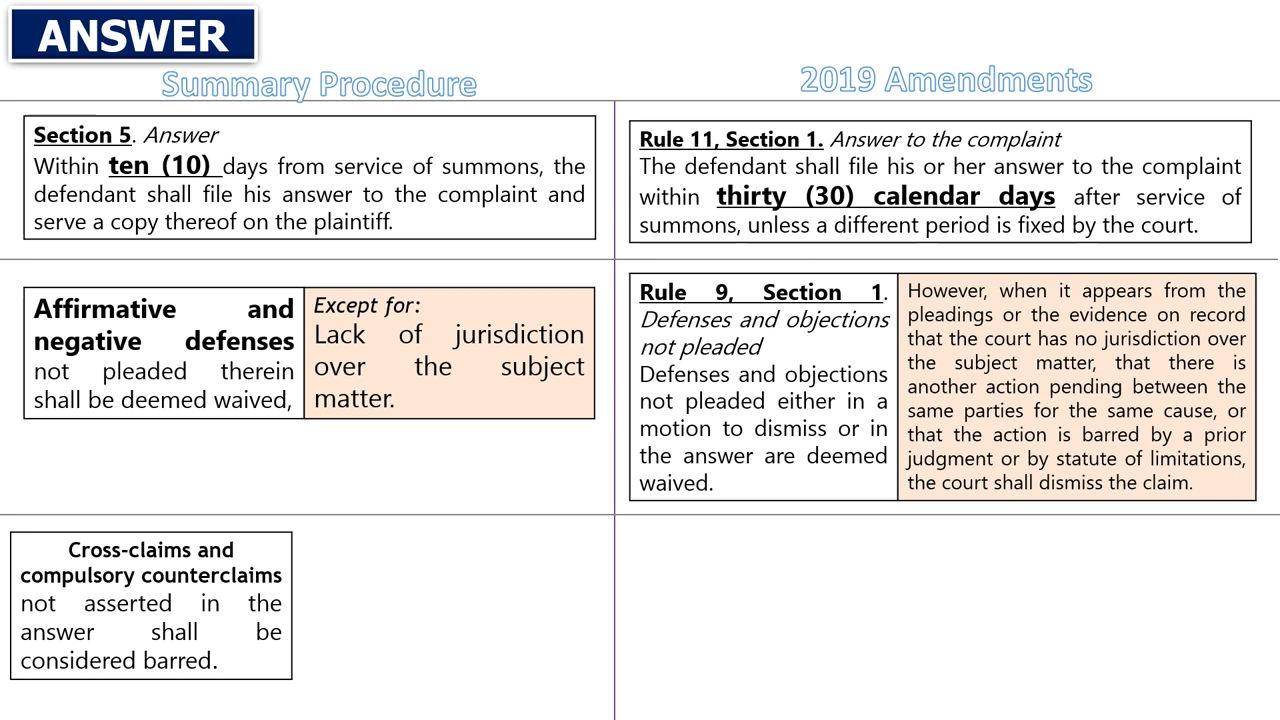 ANSWER
Summary Procedure
2019 Amendments
Section 5. Answer
Within ten (10) days from service of summons, the
defendant shall file his answer to the complaint and
serve a copy thereof on the plaintiff.
Rule 11, Section 1. Answer to the complaint
The defendant shall file his or her answer to the complaint
within thirty (30) calendar days after service of
summons, unless a different period is fixed by the court.
Affirmative and
negative defenses
not pleaded therein
shall be deemed waived,
Except for:
Lack of jurisdiction
over the subject
matter.
Rule 9, Section 1.
Defenses and objections
not pleaded
Defenses and objections
not pleaded either in a
motion to dismiss or in
the answer are deemed
waived.
However, when it appears from the
pleadings or the evidence on record
that the court has no jurisdiction over
the subject matter, that there is
another action pending between the
same parties for the same cause, or
that the action is barred by a prior
judgment or by statute of limitations,
the court shall dismiss the claim.
Cross-claims and
compulsory counterclaims
not asserted in the
answer shall be
considered barred.